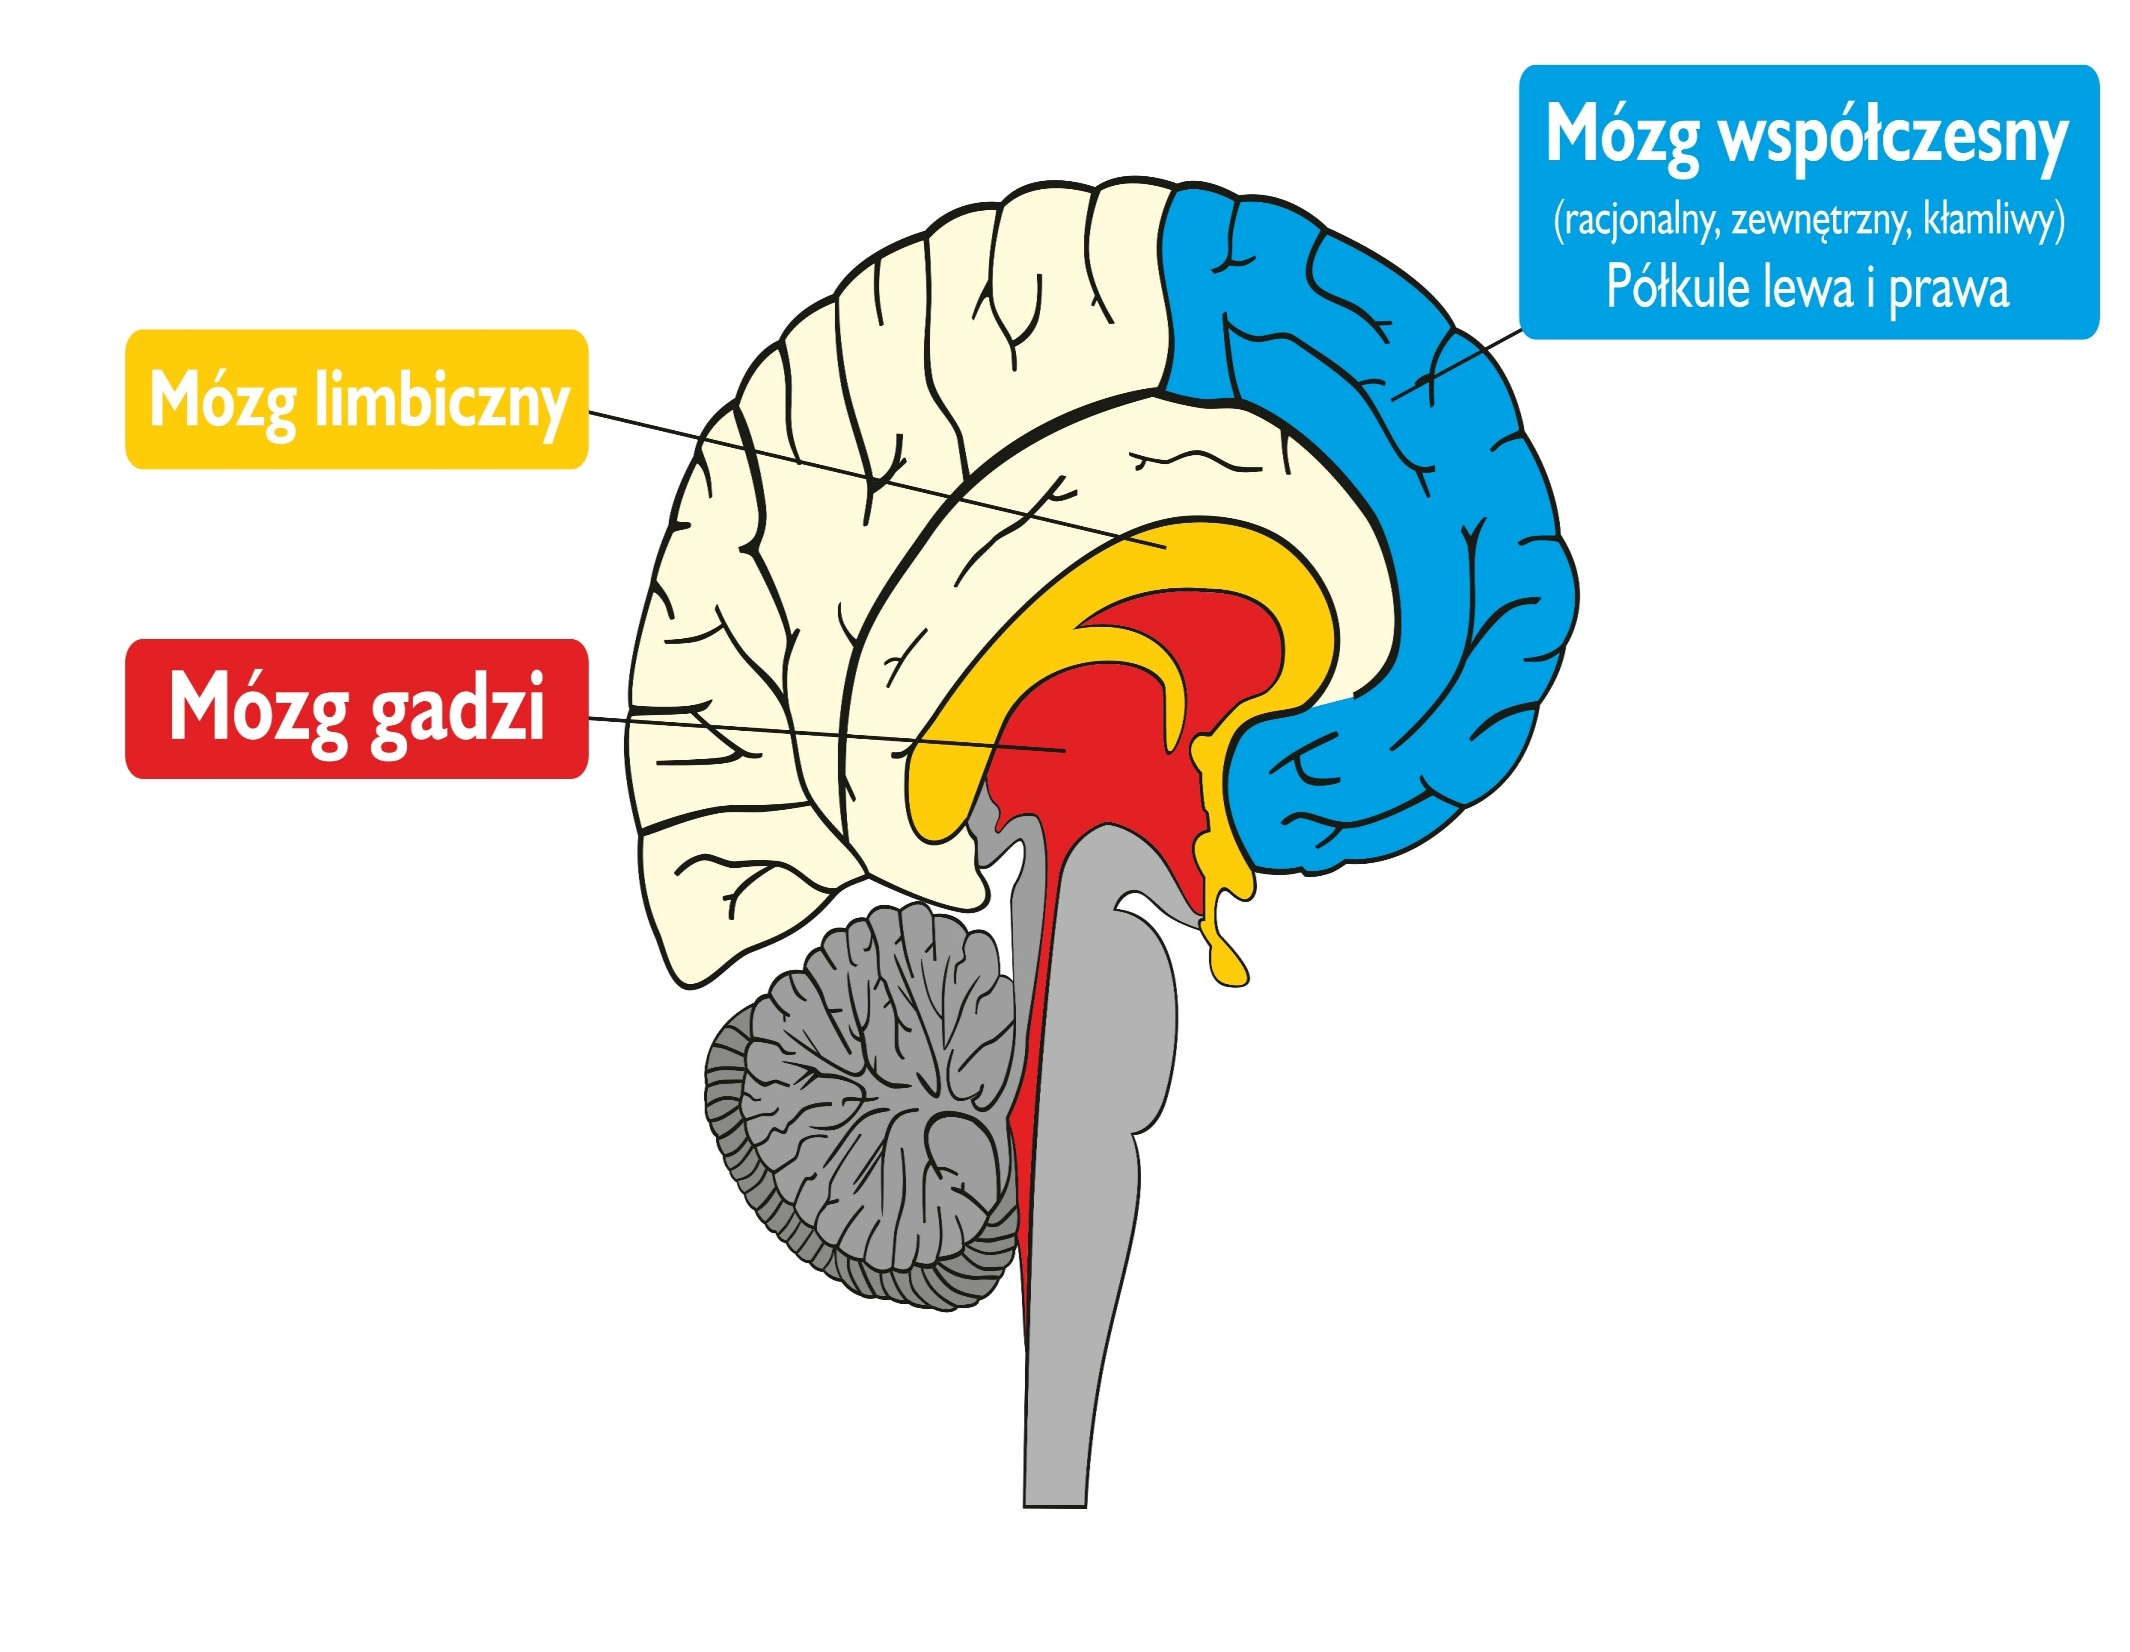 Mózg współczesny
(racjonalny, zewnętrzny, kłamliwy)
Półkule lewa i prawa
Mózg limbiczny
Mózg gadzi